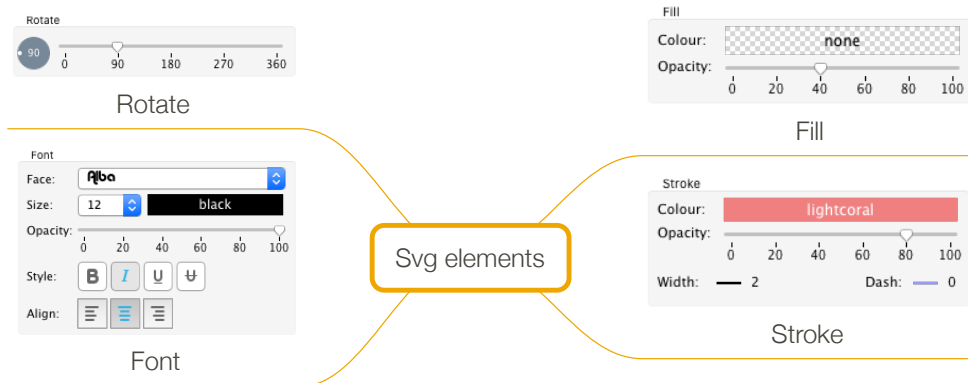 Rotate
90
0 90 180 270 360
Rotate
Font
Face: Alba
Size: 12 black
Opacity:
0 20 40 60 80 100
Style: B I U U
Align:
Font
Svg elements
Fill
Colour: none
Opacity:
0 20 40 60 80 100
Fill
Stroke
Colour: lightcoral
Opacity:
0 20 40 60 80 100
Width: 2 Dash: 0
Stroke